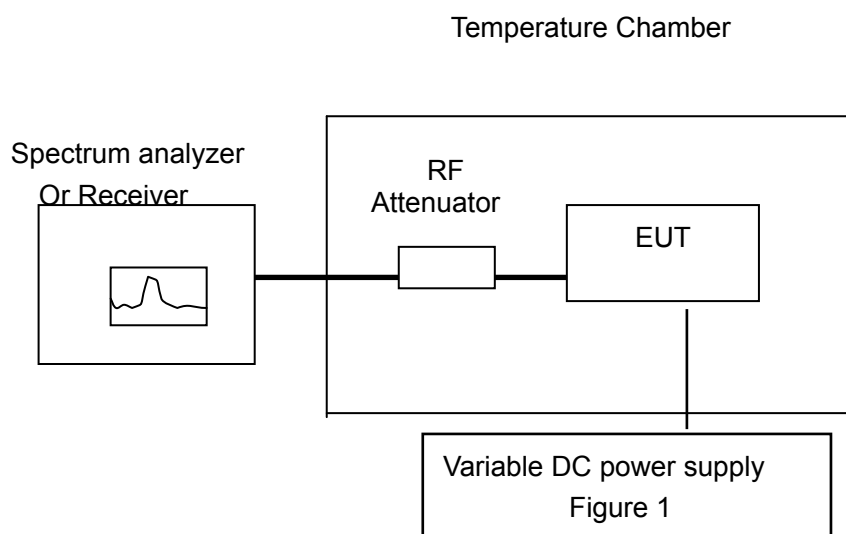 Temperature Chamber
Spectrum analyzer
Or Receiver
RF
Attenuator
EUT
Variable DC power supply
Figure 1